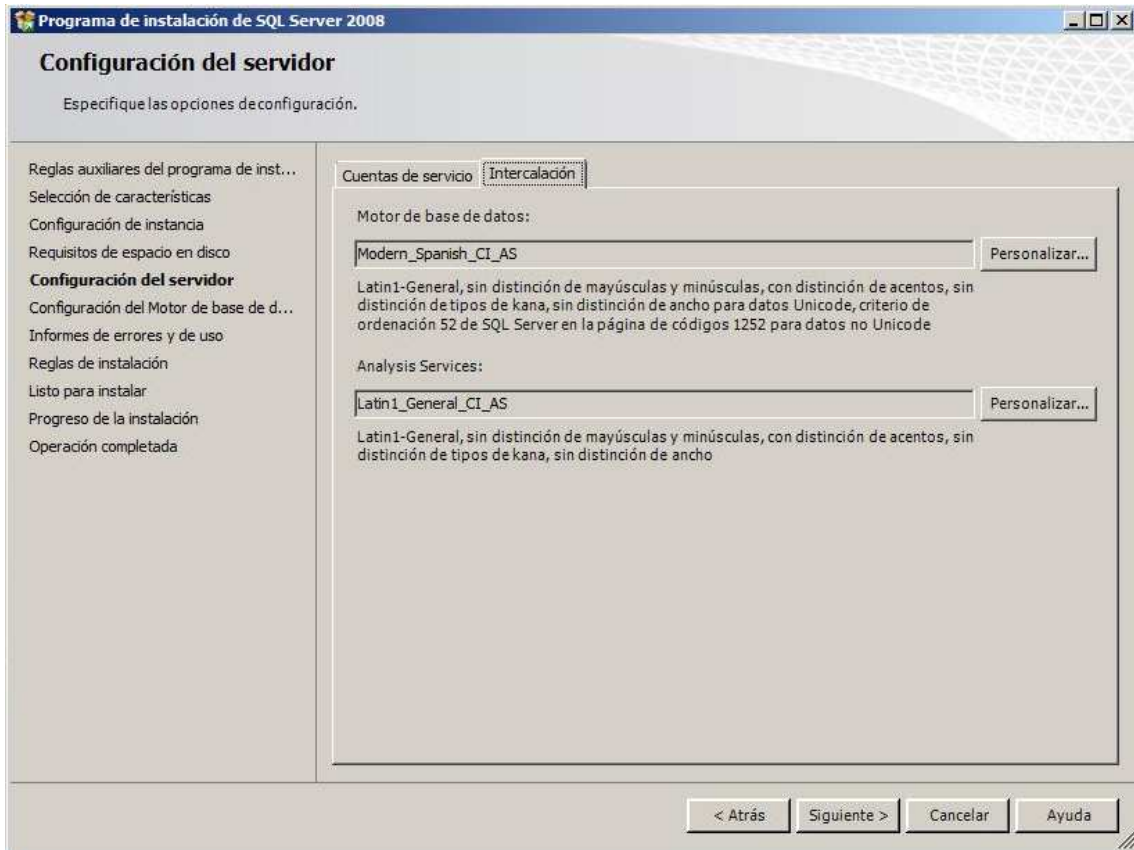 Programa de instalación de SQL Server 2008
Configuración del servidor
Especifique las opciones de configuración.
Reglas auxiliares del programa de inst...
Selección de características
Configuración de instancia
Requisitos de espacio en disco
Configuración del servidor
Configuración del Motor de base de d...
Informes de errores y de uso
Reglas de instalación
Listo para instalar
Progreso de la instalación
Operación completada
Cuentas de servicio
Intercalación
Motor de base de datos:
Modern_Spanish_CI_AS
Personalizar...
Latin1-General, sin distinción de mayúsculas y minúsculas, con distinción de acentos, sin
distinción de tipos de kana, sin distinción de ancho para datos Unicode, criterio de
ordenación 52 de SQL Server en la página de códigos 1252 para datos no Unicode
Analysis Services:
Latin1_General_CI_AS
Personalizar...
Latin1-General, sin distinción de mayúsculas y minúsculas, con distinción de acentos, sin
distinción de tipos de kana, sin distinción de ancho
< Atrás
Siguiente >
Cancelar
Ayuda